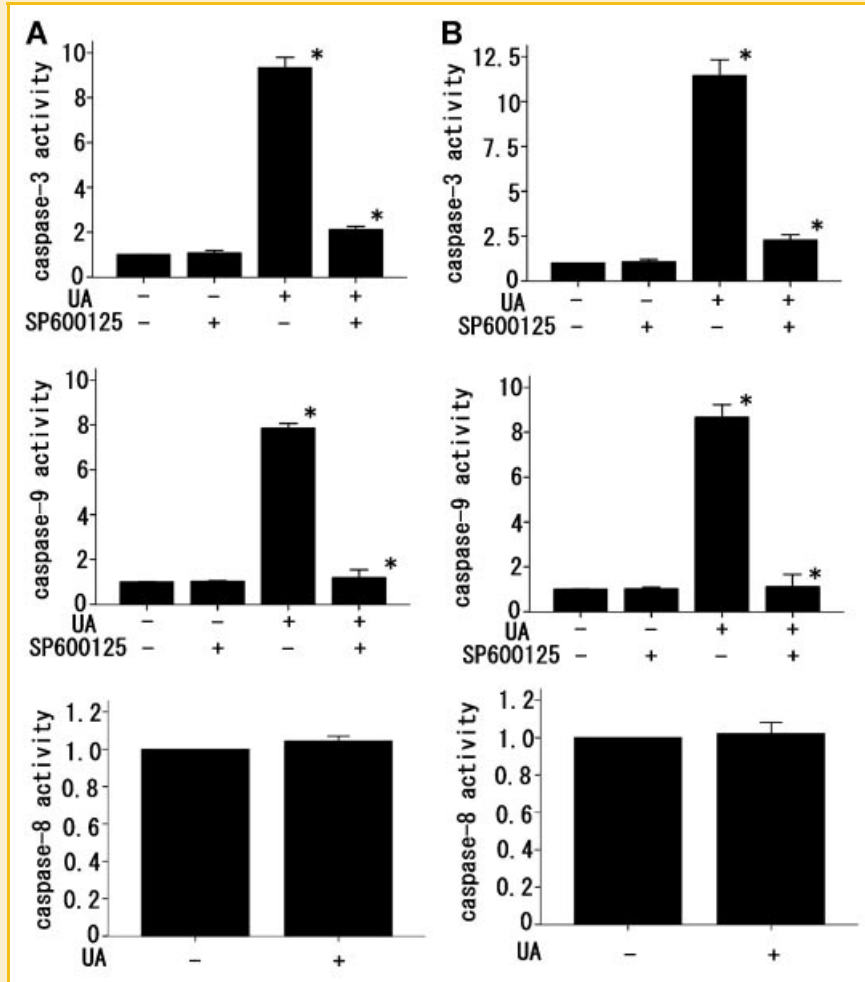 A
caspase-3 activity
10
8
6
4
2
0
*
*
UA − − + +
SP600125 − + − +
B
caspase-3 activity
12.5
10
7.5
5
2.5
0
*
*
UA − − + +
SP600125 − + − +
caspase-9 activity
10
8
6
4
2
0
*
*
UA − − + +
SP600125 − + − +
caspase-9 activity
10
8
6
4
2
0
*
*
UA − − + +
SP600125 − + − +
caspase-8 activity
1.2
1.0
0.8
0.6
0.4
0.2
0
UA − +
caspase-8 activity
1.2
1.0
0.8
0.6
0.4
0.2
0
UA − +